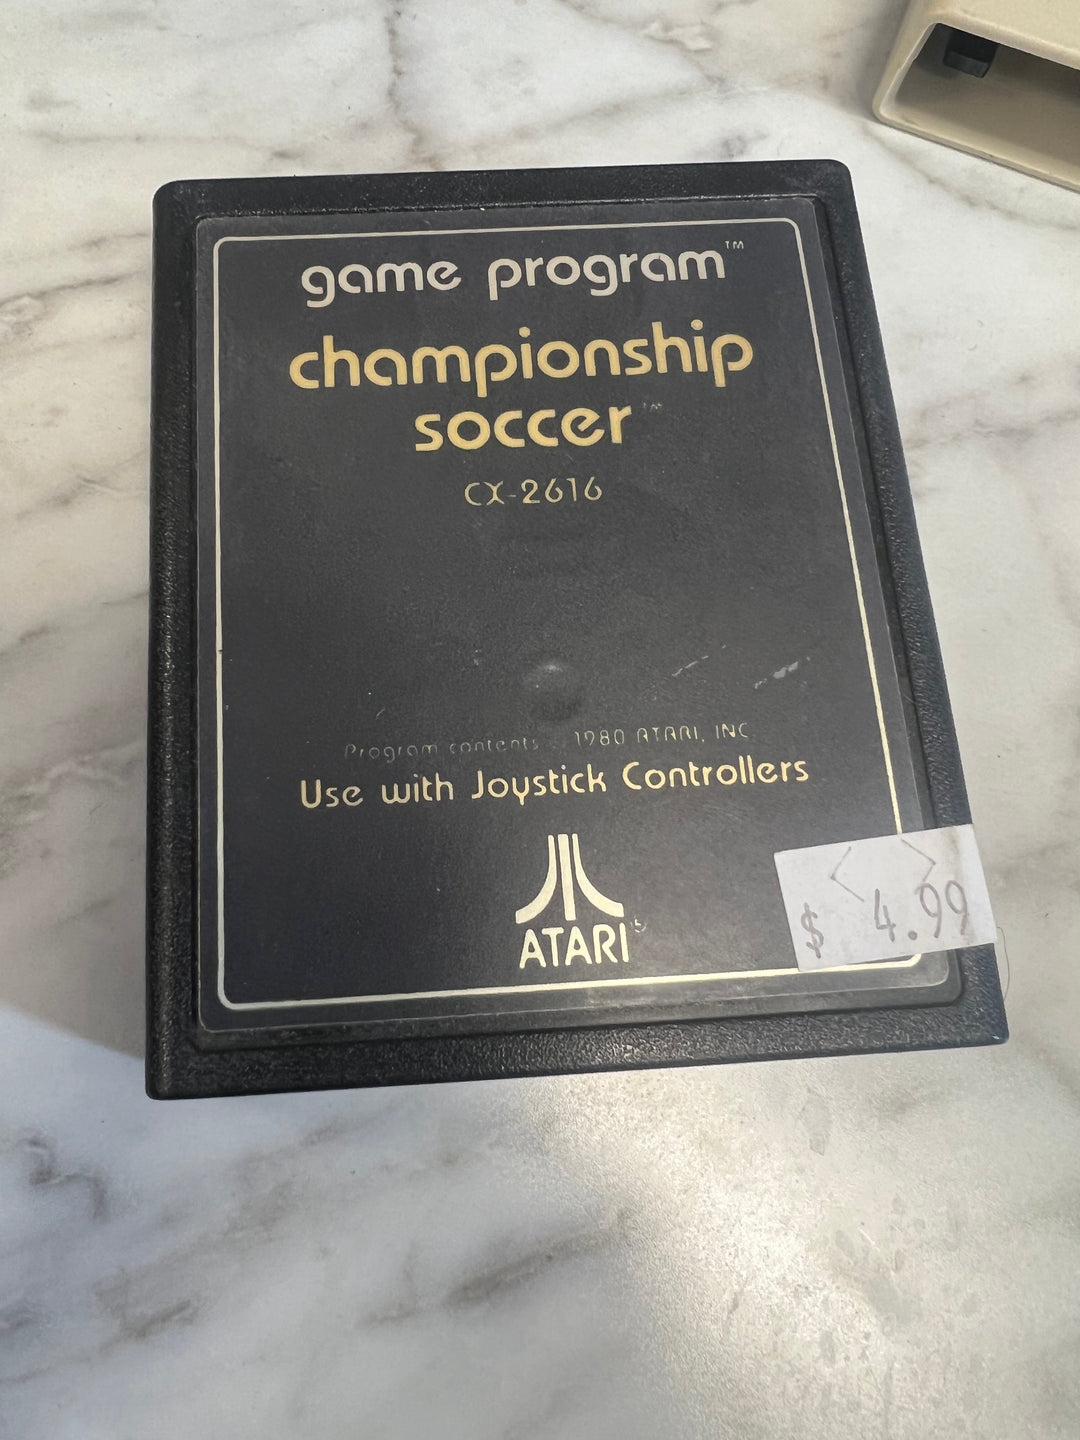 game program™
championship
soccer™
CX-2616
Program contents 1980 ATARI, INC
Use with Joystick Controllers
ATARI
$ 4.99